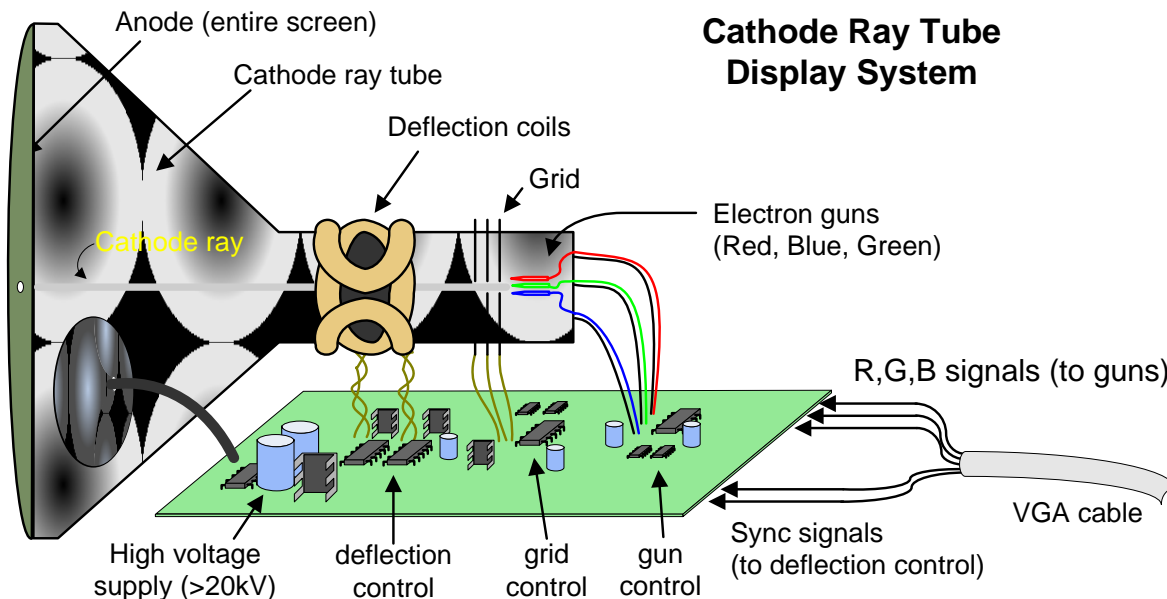 Cathode Ray Tube
Display System
Anode (entire screen)
Cathode ray tube
Deflection coils
Grid
Electron guns
(Red, Blue, Green)
Cathode ray
R,G,B signals (to guns)
VGA cable
Sync signals
(to deflection control)
High voltage
supply (>20kV)
deflection
control
grid
control
gun
control